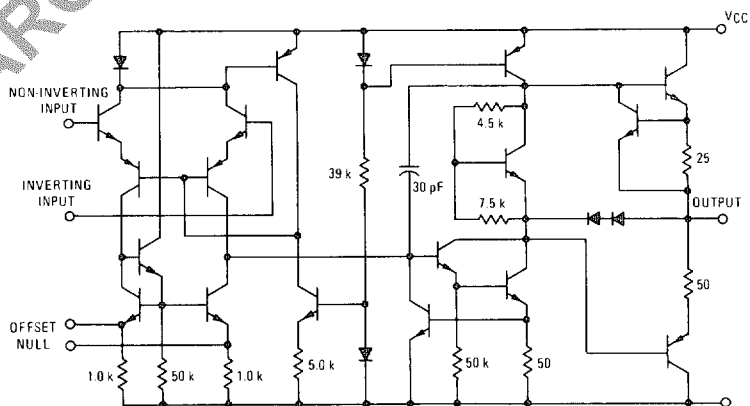 ARC
VCC
NON-INVERTING
INPUT
4.5 k
25
39 k
30 pF
INVERTING
INPUT
7.5 k
OUTPUT
50
OFFSET
NULL
1.0 k
50 k
1.0 k
5.0 k
50 k
50